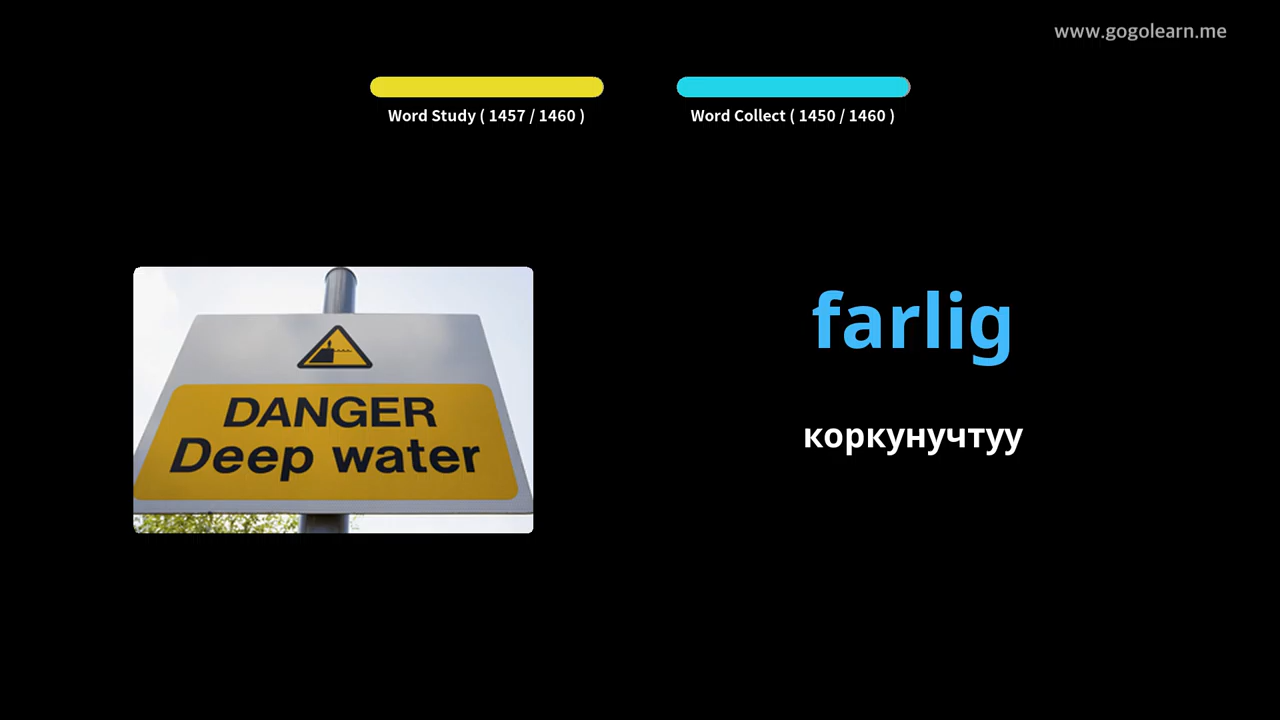 www.gogolearn.me
Word Study ( 1457 / 1460 )
Word Collect ( 1450 / 1460 )
DANGER
Deep water
farlig
коркунучтуу